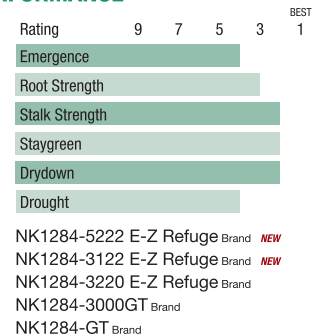 BEST
Rating 9 7 5 3 1
Emergence
Root Strength
Stalk Strength
Staygreen
Drydown
Drought
NK1284-5222 E-Z Refuge Brand NEW
NK1284-3122 E-Z Refuge Brand NEW
NK1284-3220 E-Z Refuge Brand
NK1284-3000GT Brand
NK1284-GT Brand